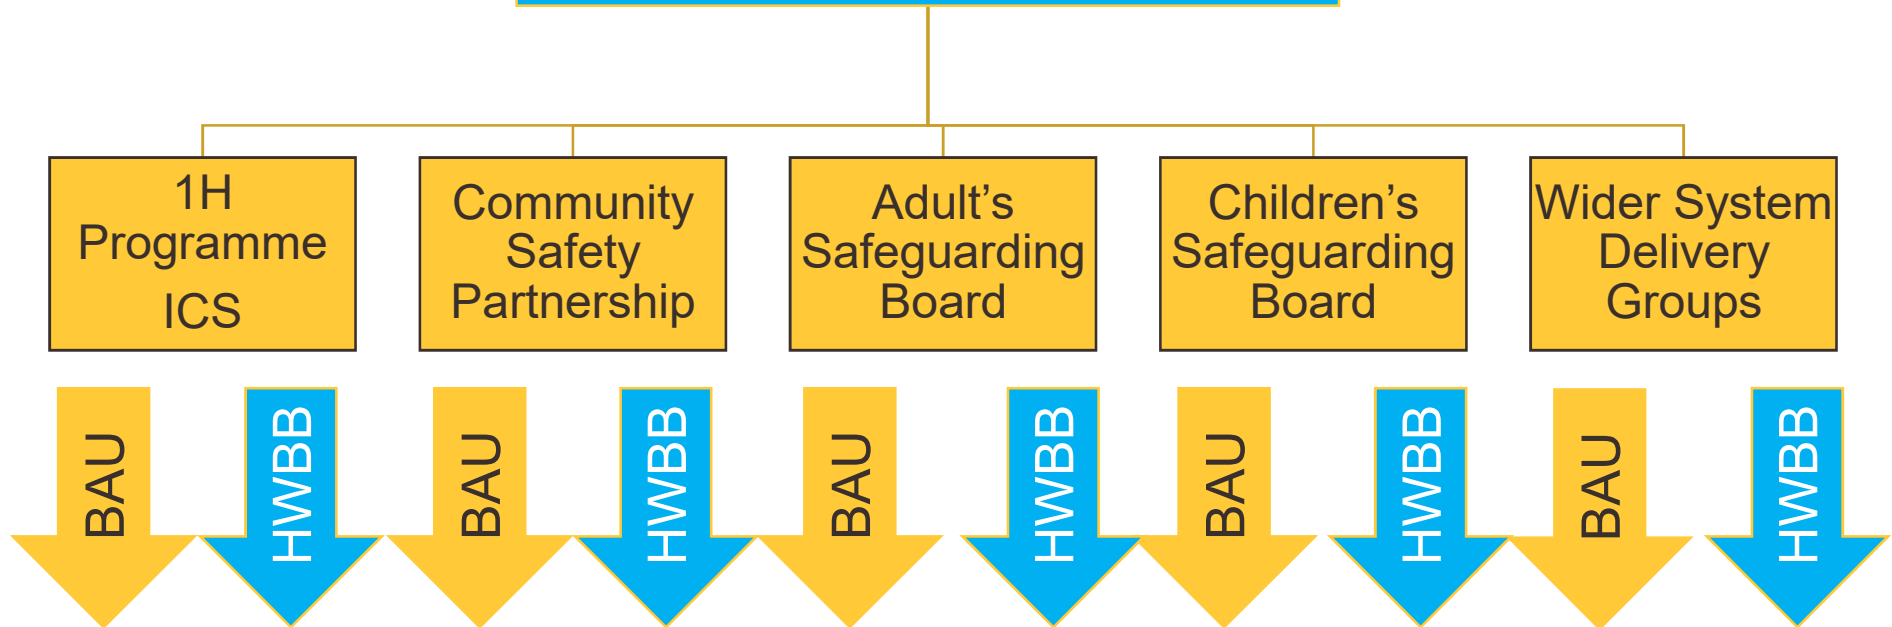 1H
Programme
ICS
Community
Safety
Partnership
Adult’s
Safeguarding
Board
Children’s
Safeguarding
Board
Wider System
Delivery
Groups
BAU
HWBB
BAU
HWBB
BAU
HWBB
BAU
HWBB
BAU
HWBB